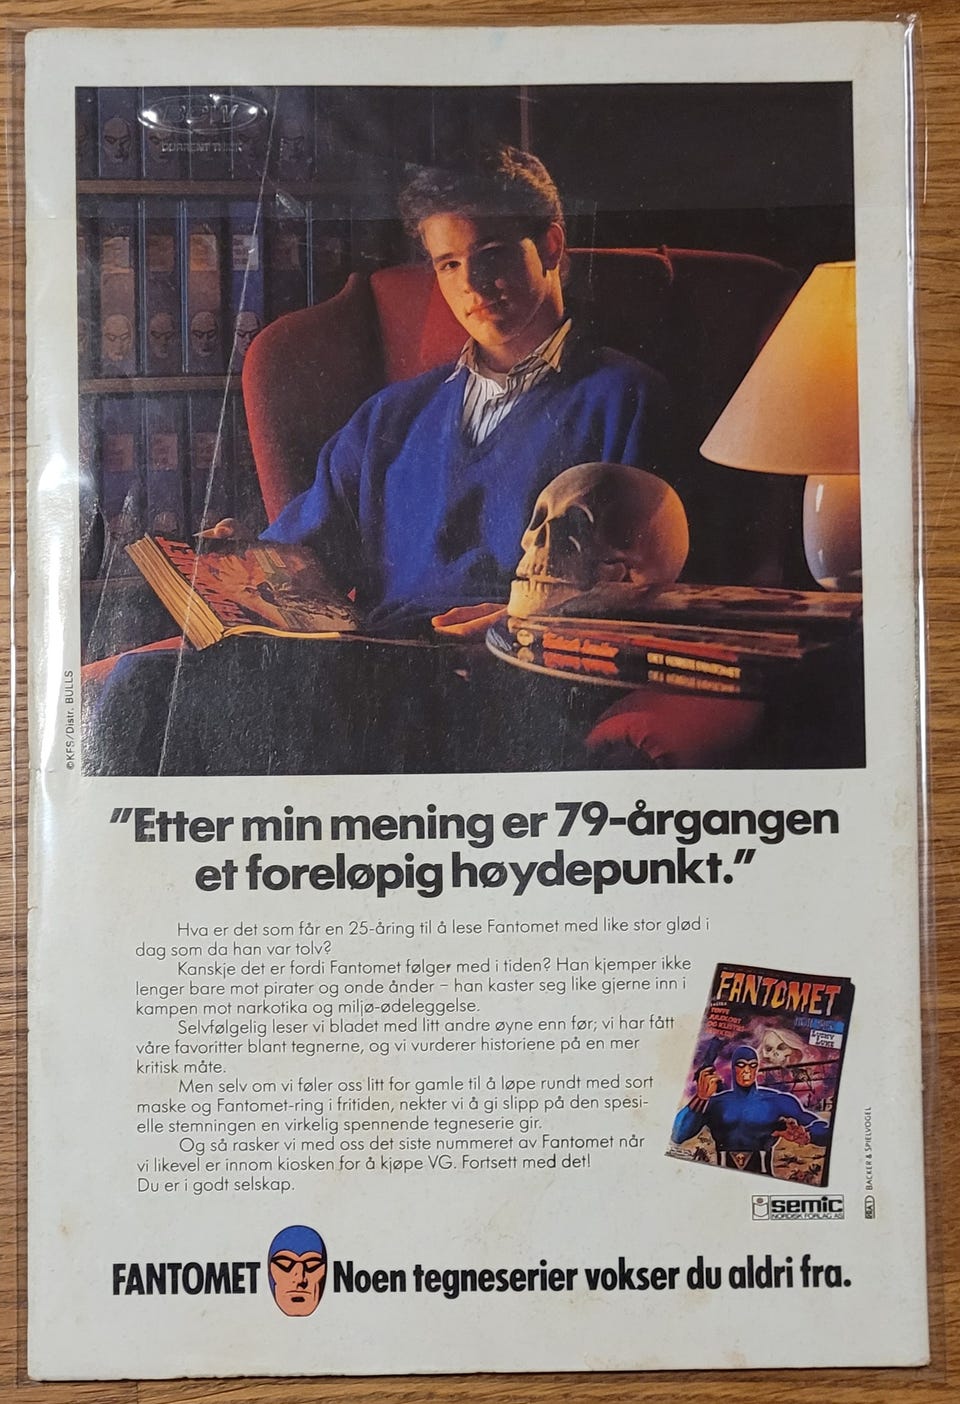 BCW
CURRENT THICK
©KFS/Distr. BULLS
"Etter min mening er 79-årgangen
et foreløpig høydepunkt."
Hva er det som får en 25-åring til å lese Fantomet med like stor glød i
dag som da han var tolv?
Kanskje det er fordi Fantomet følger med i tiden? Han kjemper ikke
lenger bare mot pirater og onde ånder – han kaster seg like gjerne inn i
kampen mot narkotika og miljø-ødeleggelse.
Selvfølgelig leser vi bladet med litt andre øyne enn før; vi har fått
våre favoritter blant tegnerne, og vi vurderer historiene på en mer
kritisk måte.
Men selv om vi føler oss litt for gamle til å løpe rundt med sort
maske og Fantomet-ring i fritiden, nekter vi å gi slipp på den spesi-
elle stemningen en virkelig spennende tegneserie gir.
Og så rasker vi med oss det siste nummeret av Fantomet når
vi likevel er innom kiosken for å kjøpe VG. Fortsett med det!
Du er i godt selskap.
FANTOMET
LUCKY
LUKE
semic
NORDISK FORLAG AS
BACKER & SPIELVOGEL
FANTOMET Noen tegneserier vokser du aldri fra.